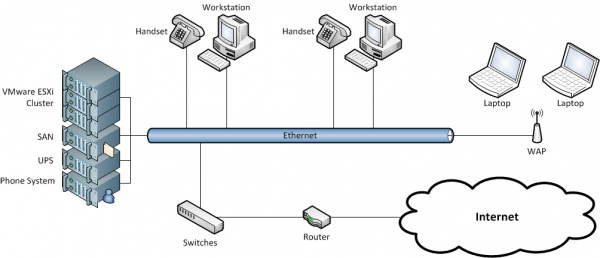 Workstation
Handset
Workstation
Handset
VMware ESXi
Cluster
SAN
UPS
Phone System
Ethernet
Laptop
Laptop
WAP
Switches
Router
Internet